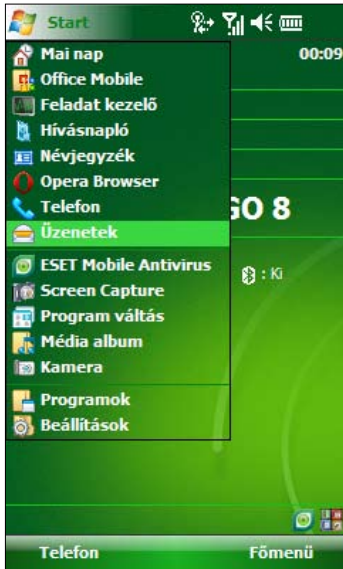 Start
00:09
Mai nap
Office Mobile
Feladat kezelő
Hívásnapló
Névjegyzék
Opera Browser
Telefon
GO 8
Üzenetek
ESET Mobile Antivirus
: Ki
Screen Capture
Program váltás
Média album
Kamera
Programok
Beállítások
Telefon Főmenü